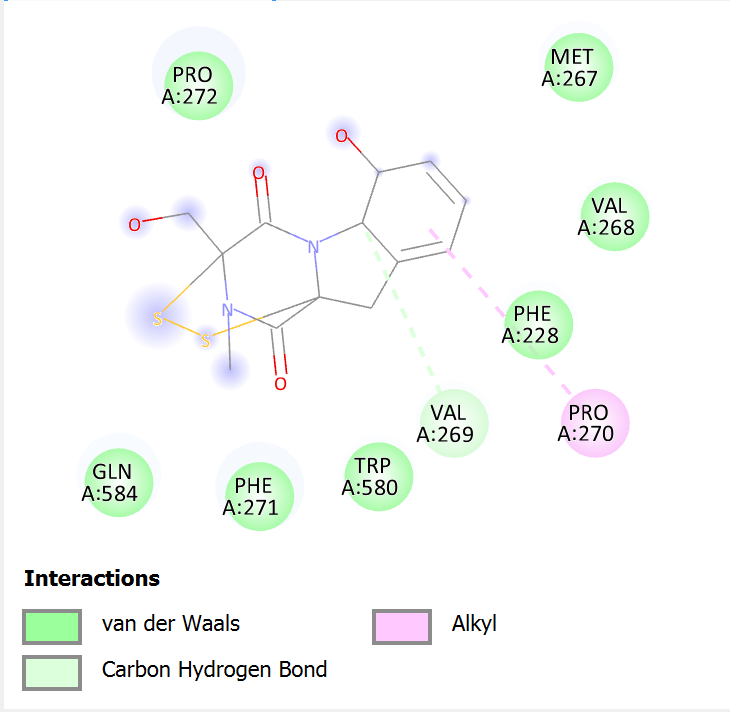 PRO
A:272
MET
A:267
O
O
O
VAL
A:268
N
N
S
S
PHE
A:228
O
VAL
A:269
PRO
A:270
GLN
A:584
PHE
A:271
TRP
A:580
Interactions
van der Waals
Alkyl
Carbon Hydrogen Bond